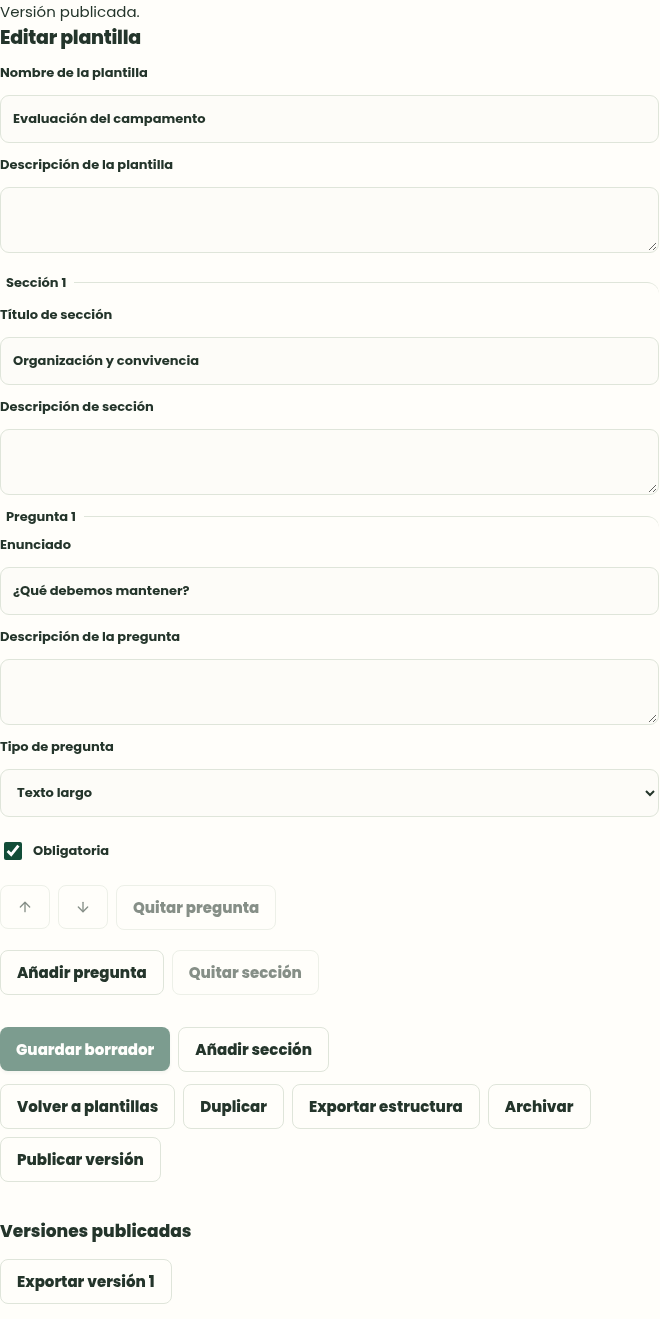 Versión publicada.
Editar plantilla
Nombre de la plantilla
Evaluación del campamento
Descripción de la plantilla
Sección 1
Título de sección
Organización y convivencia
Descripción de sección
Pregunta 1
Enunciado
¿Qué debemos mantener?
Descripción de la pregunta
Tipo de pregunta
Texto largo
Obligatoria
↑ ↓ Quitar pregunta
Añadir pregunta Quitar sección
Guardar borrador Añadir sección
Volver a plantillas Duplicar Exportar estructura Archivar
Publicar versión
Versiones publicadas
Exportar versión 1